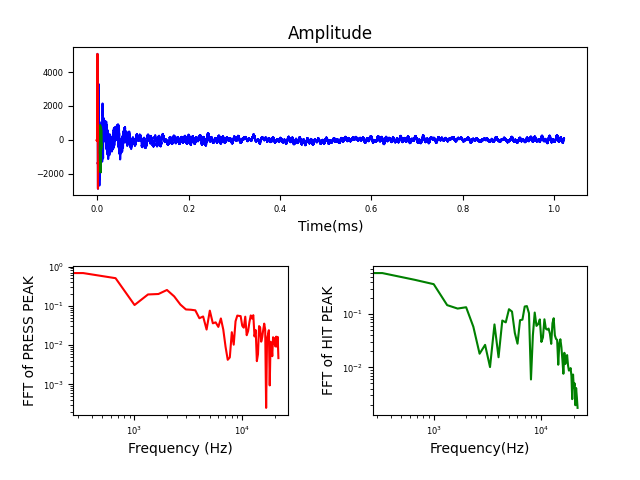 Amplitude
4000
2000
0
−2000
0.0 0.2 0.4 0.6 0.8 1.0
Time(ms)
FFT of PRESS PEAK
10⁰
10⁻¹
10⁻²
10⁻³
10³ 10⁴
Frequency (Hz)
FFT of HIT PEAK
10⁻¹
10⁻²
10³ 10⁴
Frequency(Hz)